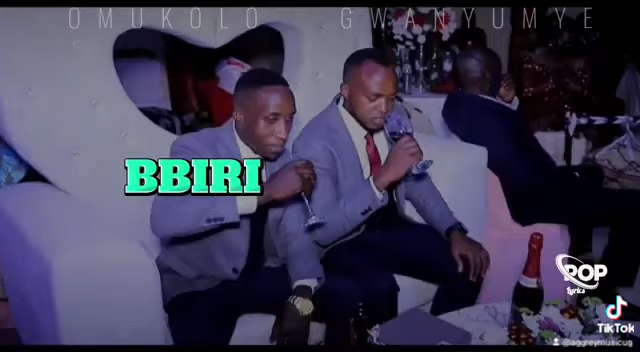 OMUKOLO GWANYUMYE
BBIRI
POP
Lyrics
TikTok
@aggreymusicug